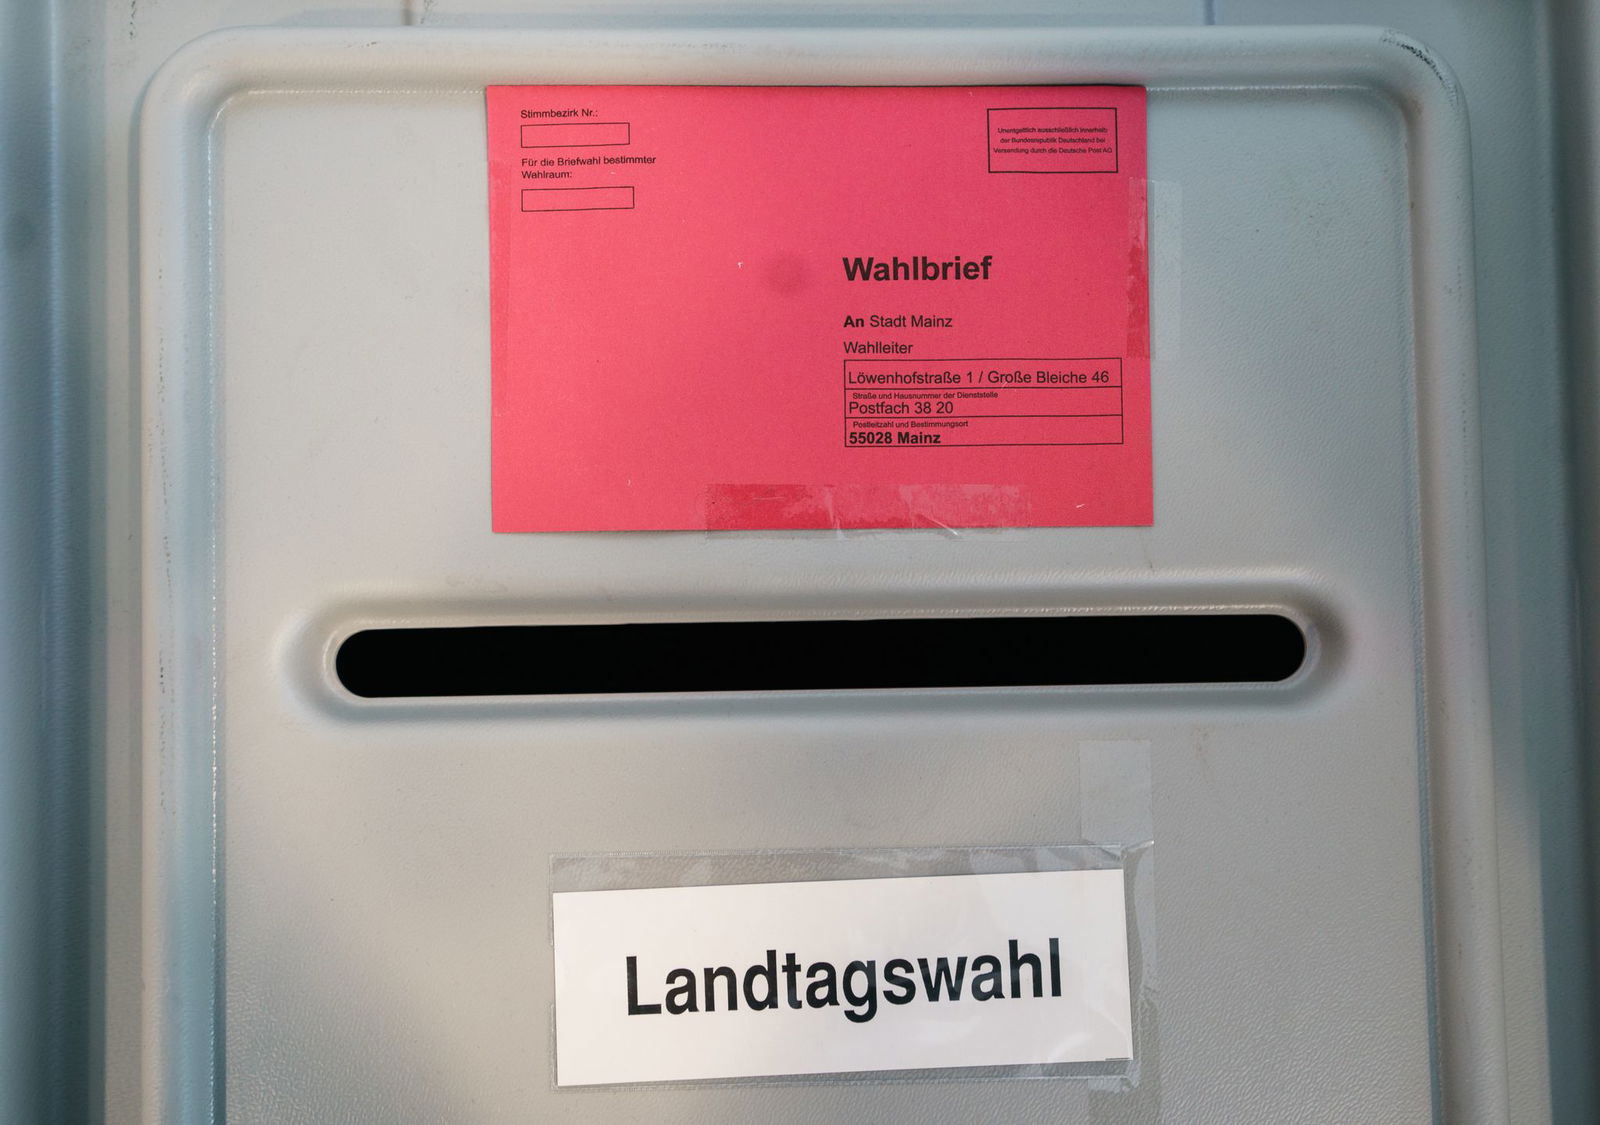 Stimmbezirk Nr.:
Für die Briefwahl bestimmter
Wahlraum:
Unentgeltlich ausschließlich innerhalb
der Bundesrepublik Deutschland bei
Versendung durch die Deutsche Post AG
Wahlbrief
An Stadt Mainz
Wahlleiter
Löwenhofstraße 1 / Große Bleiche 46
Straße und Hausnummer der Dienststelle
Postfach 38 20
Postleitzahl und Bestimmungsort
55028 Mainz
Landtagswahl